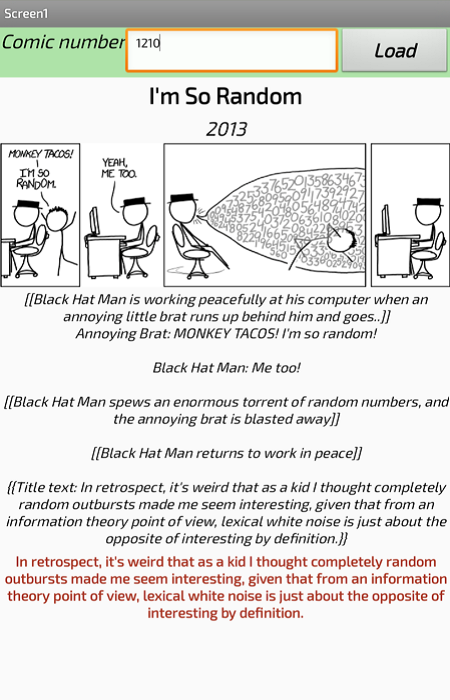 Screen1
Comic number
1210
Load
I'm So Random
2013
MONKEY TACOS!
I'M SO
RANDOM.
YEAH,
ME TOO.
[[Black Hat Man is working peacefully at his computer when an
annoying little brat runs up behind him and goes..]]
Annoying Brat: MONKEY TACOS! I'm so random!
Black Hat Man: Me too!
[[Black Hat Man spews an enormous torrent of random numbers, and
the annoying brat is blasted away]]
[[Black Hat Man returns to work in peace]]
{{Title text: In retrospect, it's weird that as a kid I thought completely
random outbursts made me seem interesting, given that from an
information theory point of view, lexical white noise is just about the
opposite of interesting by definition.}}
In retrospect, it's weird that as a kid I thought completely random
outbursts made me seem interesting, given that from an information
theory point of view, lexical white noise is just about the opposite of
interesting by definition.